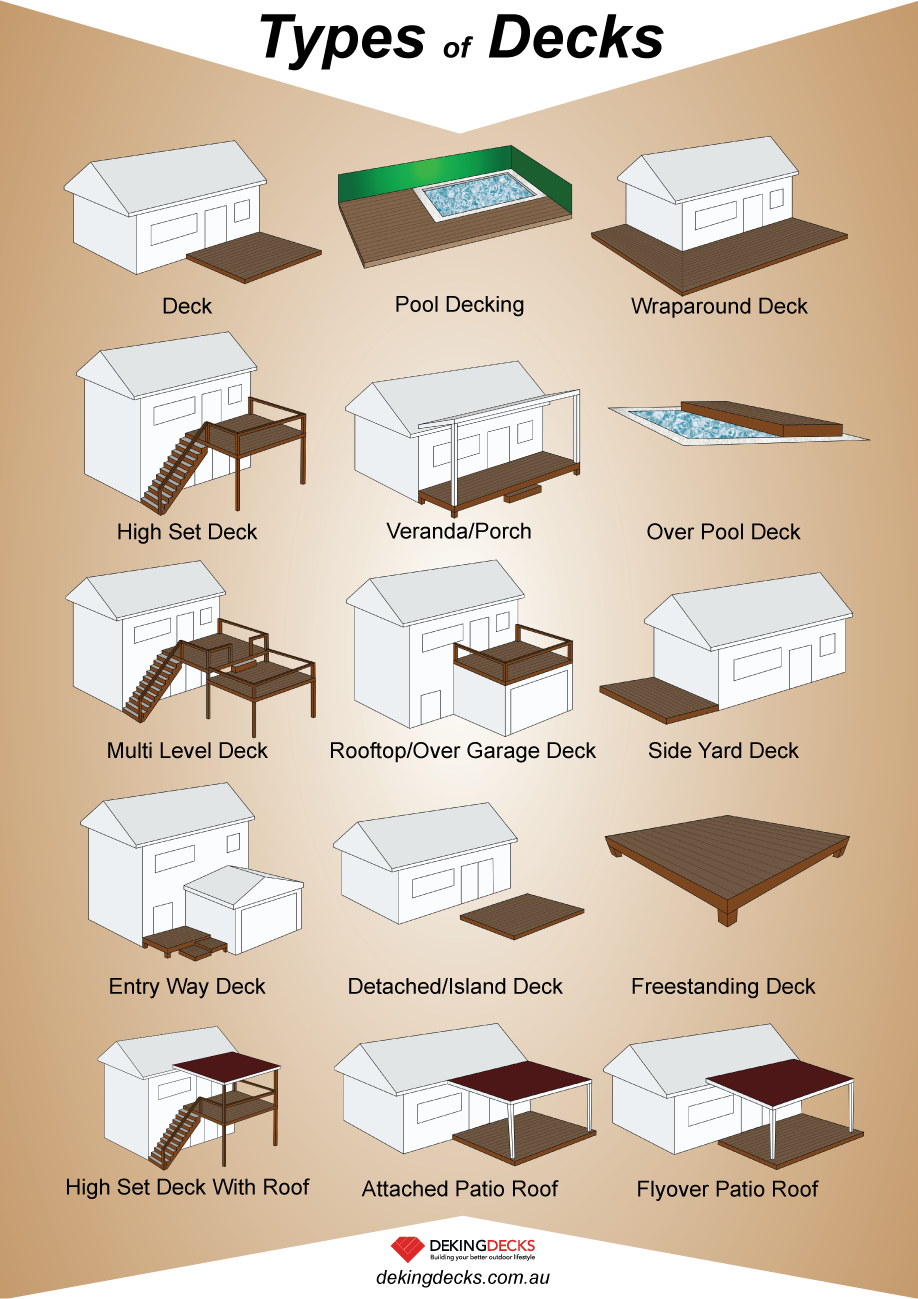 Types of Decks
Deck
Pool Decking
Wraparound Deck
High Set Deck
Veranda/Porch
Over Pool Deck
Multi Level Deck
Rooftop/Over Garage Deck
Side Yard Deck
Entry Way Deck
Detached/Island Deck
Freestanding Deck
High Set Deck With Roof
Attached Patio Roof
Flyover Patio Roof
DEKINGDECKS
Building your better outdoor lifestyle
dekingdecks.com.au